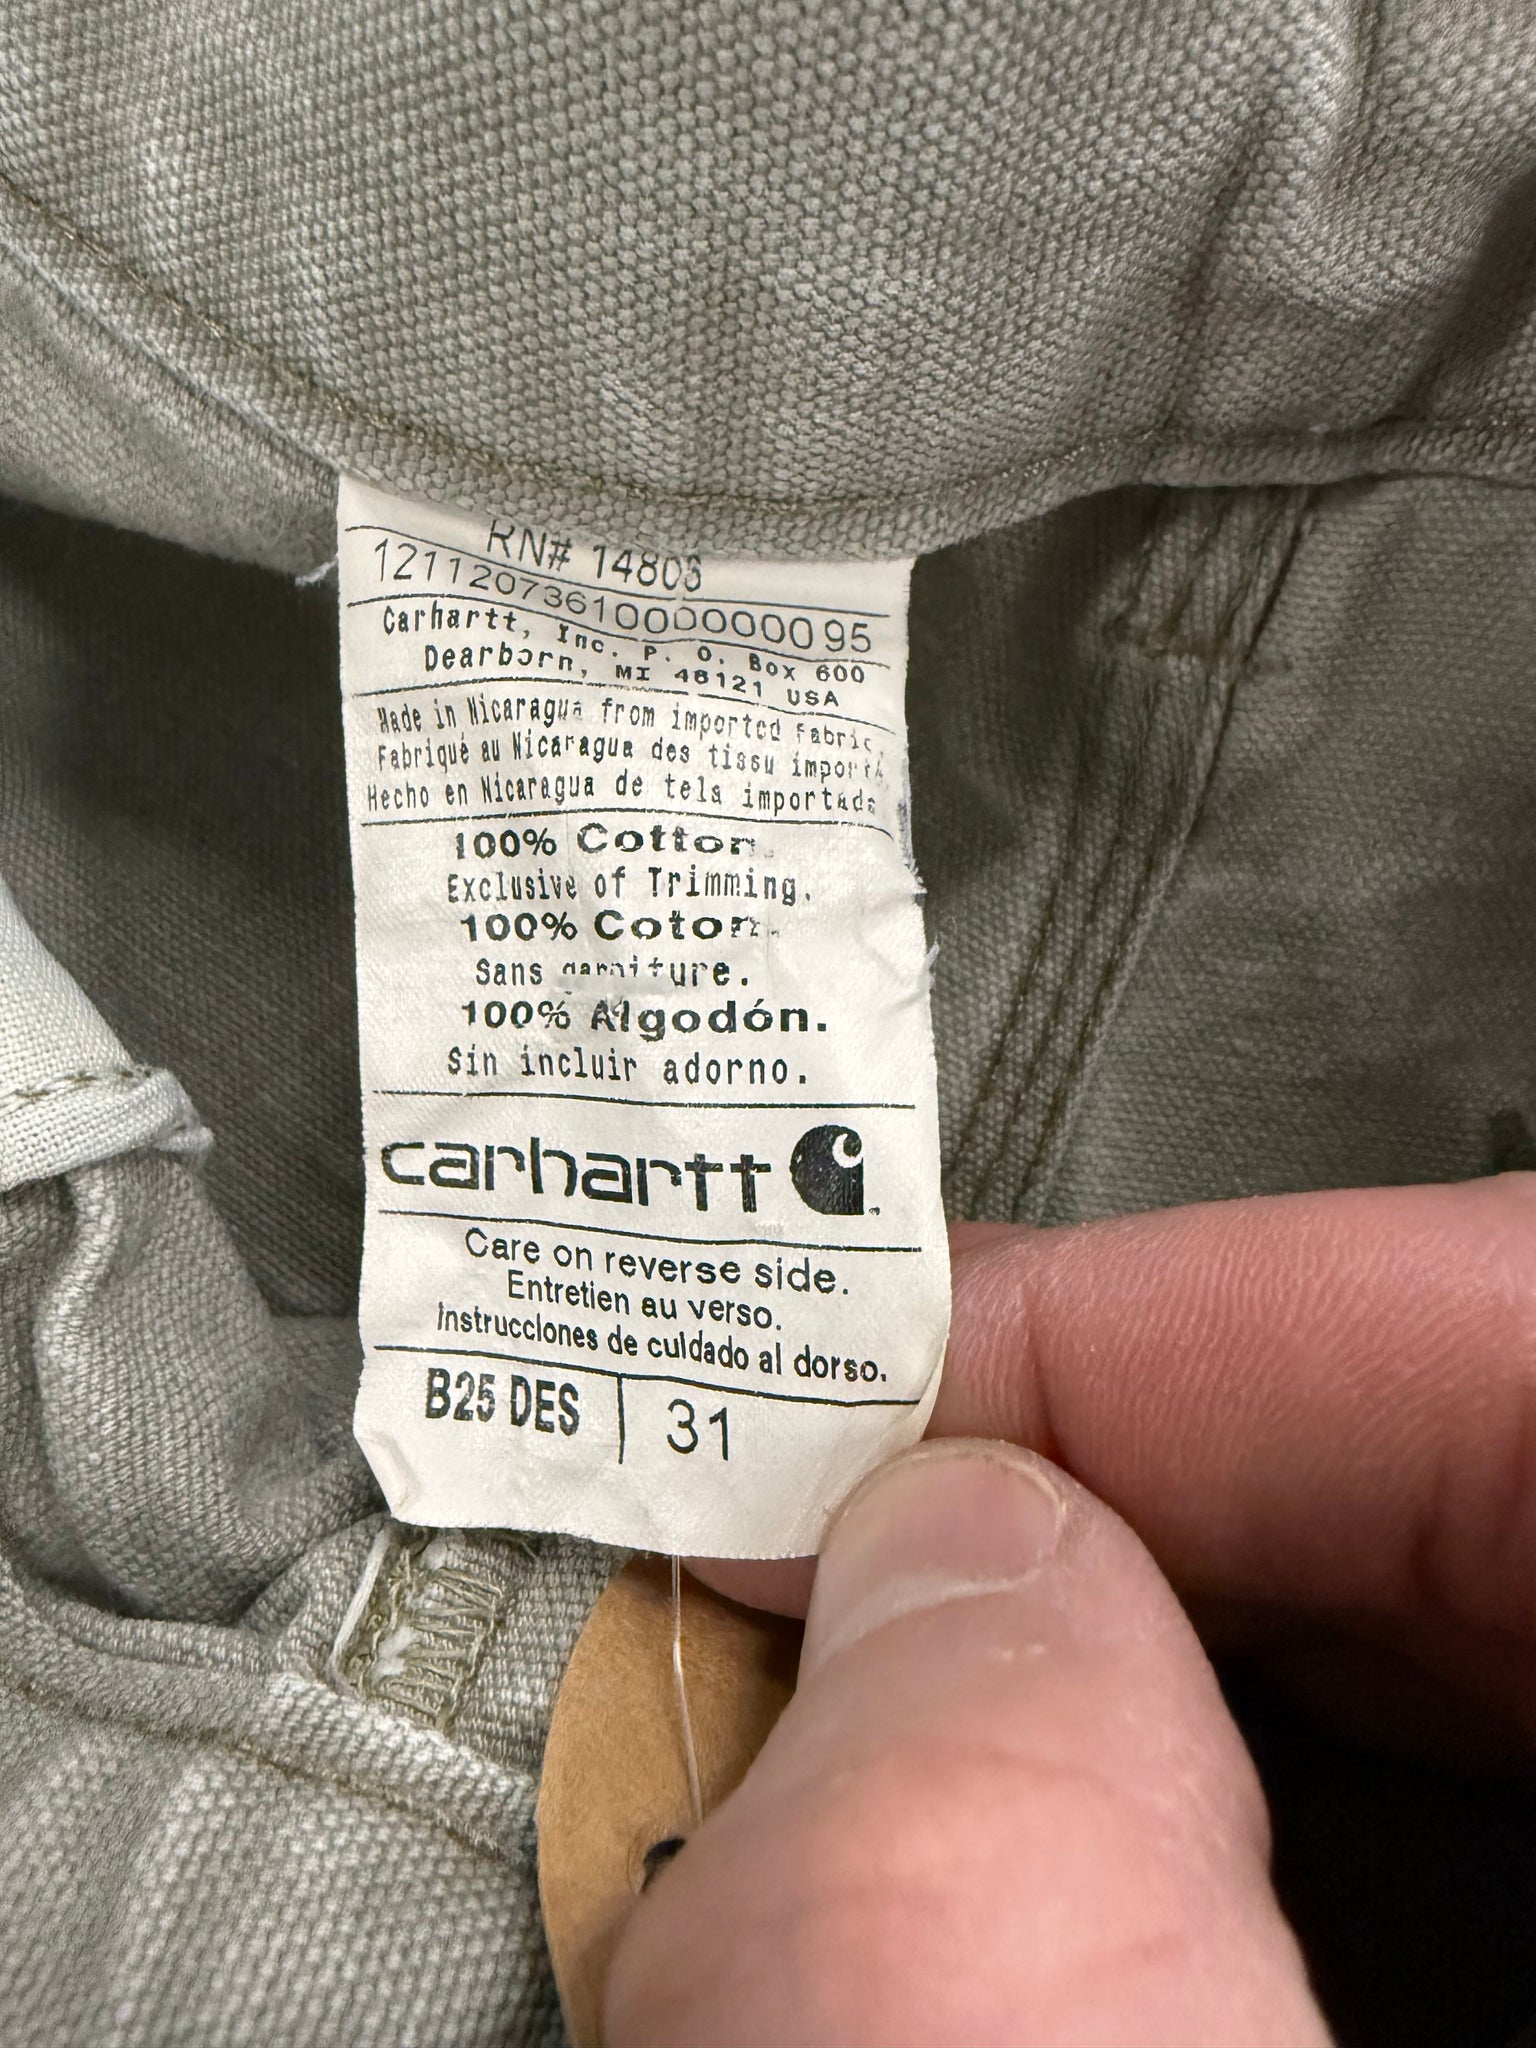 RN# 14806
12112073610000000095
Carhartt, Inc. P. O. Box 600
Dearborn, MI 48121 USA
Made in Nicaragua from imported fabric.
Fabriqué au Nicaragua des tissu importé.
Hecho en Nicaragua de tela importada
100% Cotton.
Exclusive of Trimming.
100% Coton.
Sans garniture.
100% Algodón.
Sin incluir adorno.
carhartt
Care on reverse side.
Entretien au verso.
Instrucciones de cuidado al dorso.
B25 DES 31